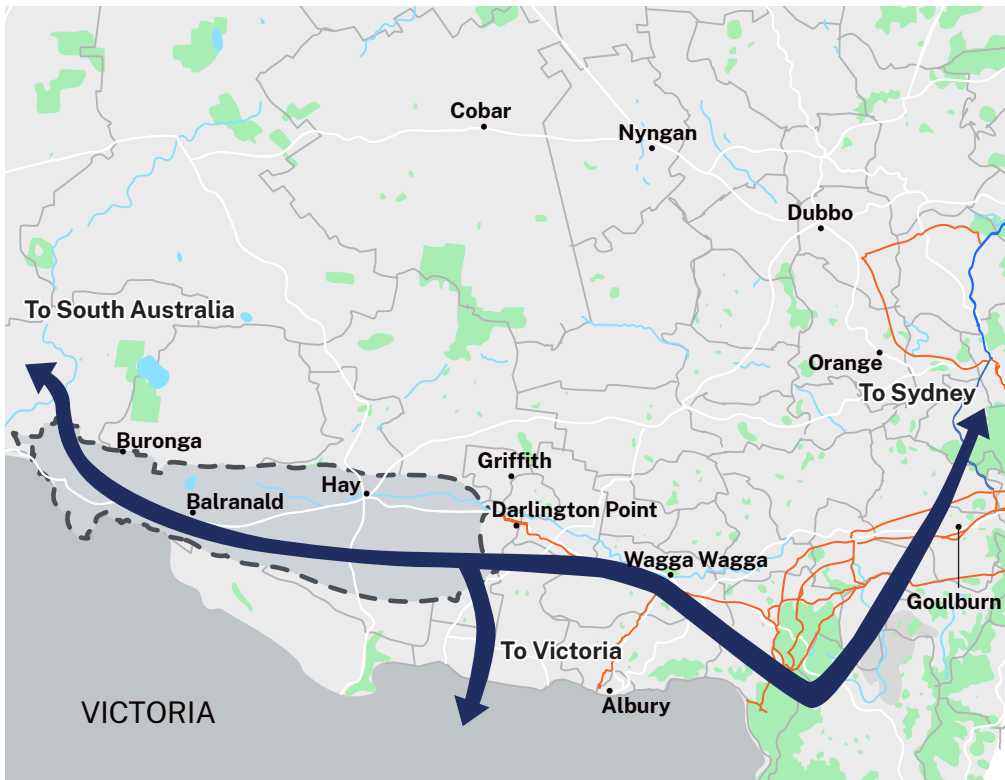 Cobar
Nyngan
Dubbo
To South Australia
Orange
To Sydney
Buronga
Griffith
Hay
Balranald
Darlington Point
Wagga Wagga
Goulburn
To Victoria
Albury
VICTORIA